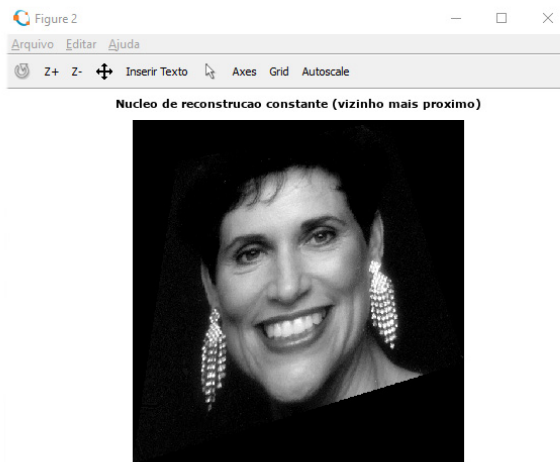 Figure 2
Arquivo Editar Ajuda
Z+ Z- Inserir Texto Axes Grid Autoscale
Nucleo de reconstrucao constante (vizinho mais proximo)